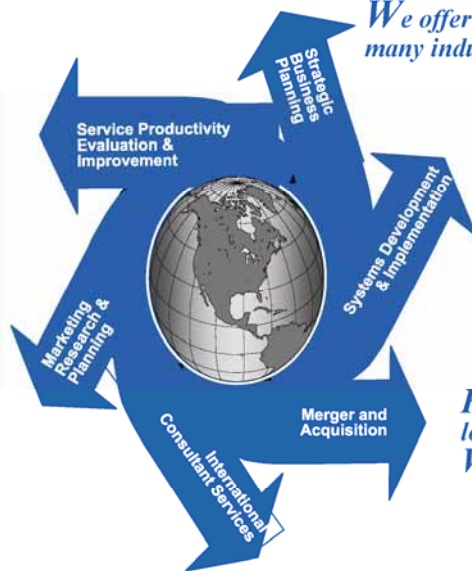 We offer
many indu
Strategic
Business
Planning
Service Productivity
Evaluation &
Improvement
Systems Development
& Implementation
Marketing
Research &
Planning
Merger and
Acquisition
International
Consultant Services